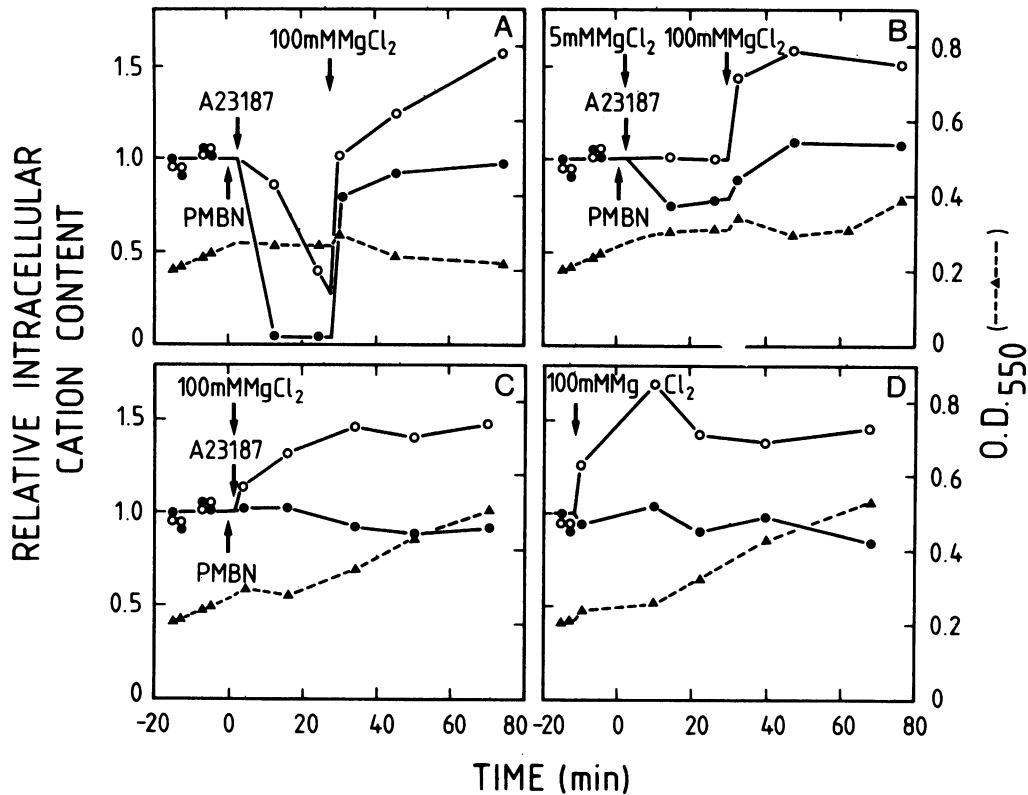 RELATIVE INTRACELLULAR
CATION CONTENT
A
100mMMgCl2
A23187
PMBN
1.5
1.0
0.5
0
B
5mMMgCl2 100mMMgCl2
A23187
PMBN
0.8
0.6
0.4
0.2
0
C
100mMMgCl2
A23187
PMBN
1.5
1.0
0.5
0
D
100mMMg Cl2
0.8
0.6
0.4
0.2
0
-20 0 20 40 60 80
-20 0 20 40 60 80
TIME (min)
O.D.550 (---▲---)